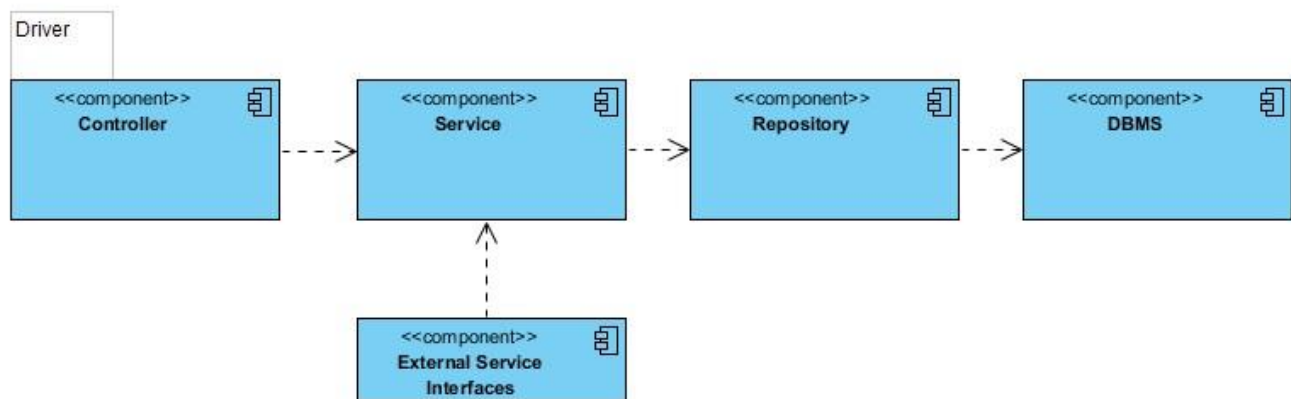 Driver
<<component>>
Controller
<<component>>
Service
<<component>>
Repository
<<component>>
DBMS
<<component>>
External Service
Interfaces